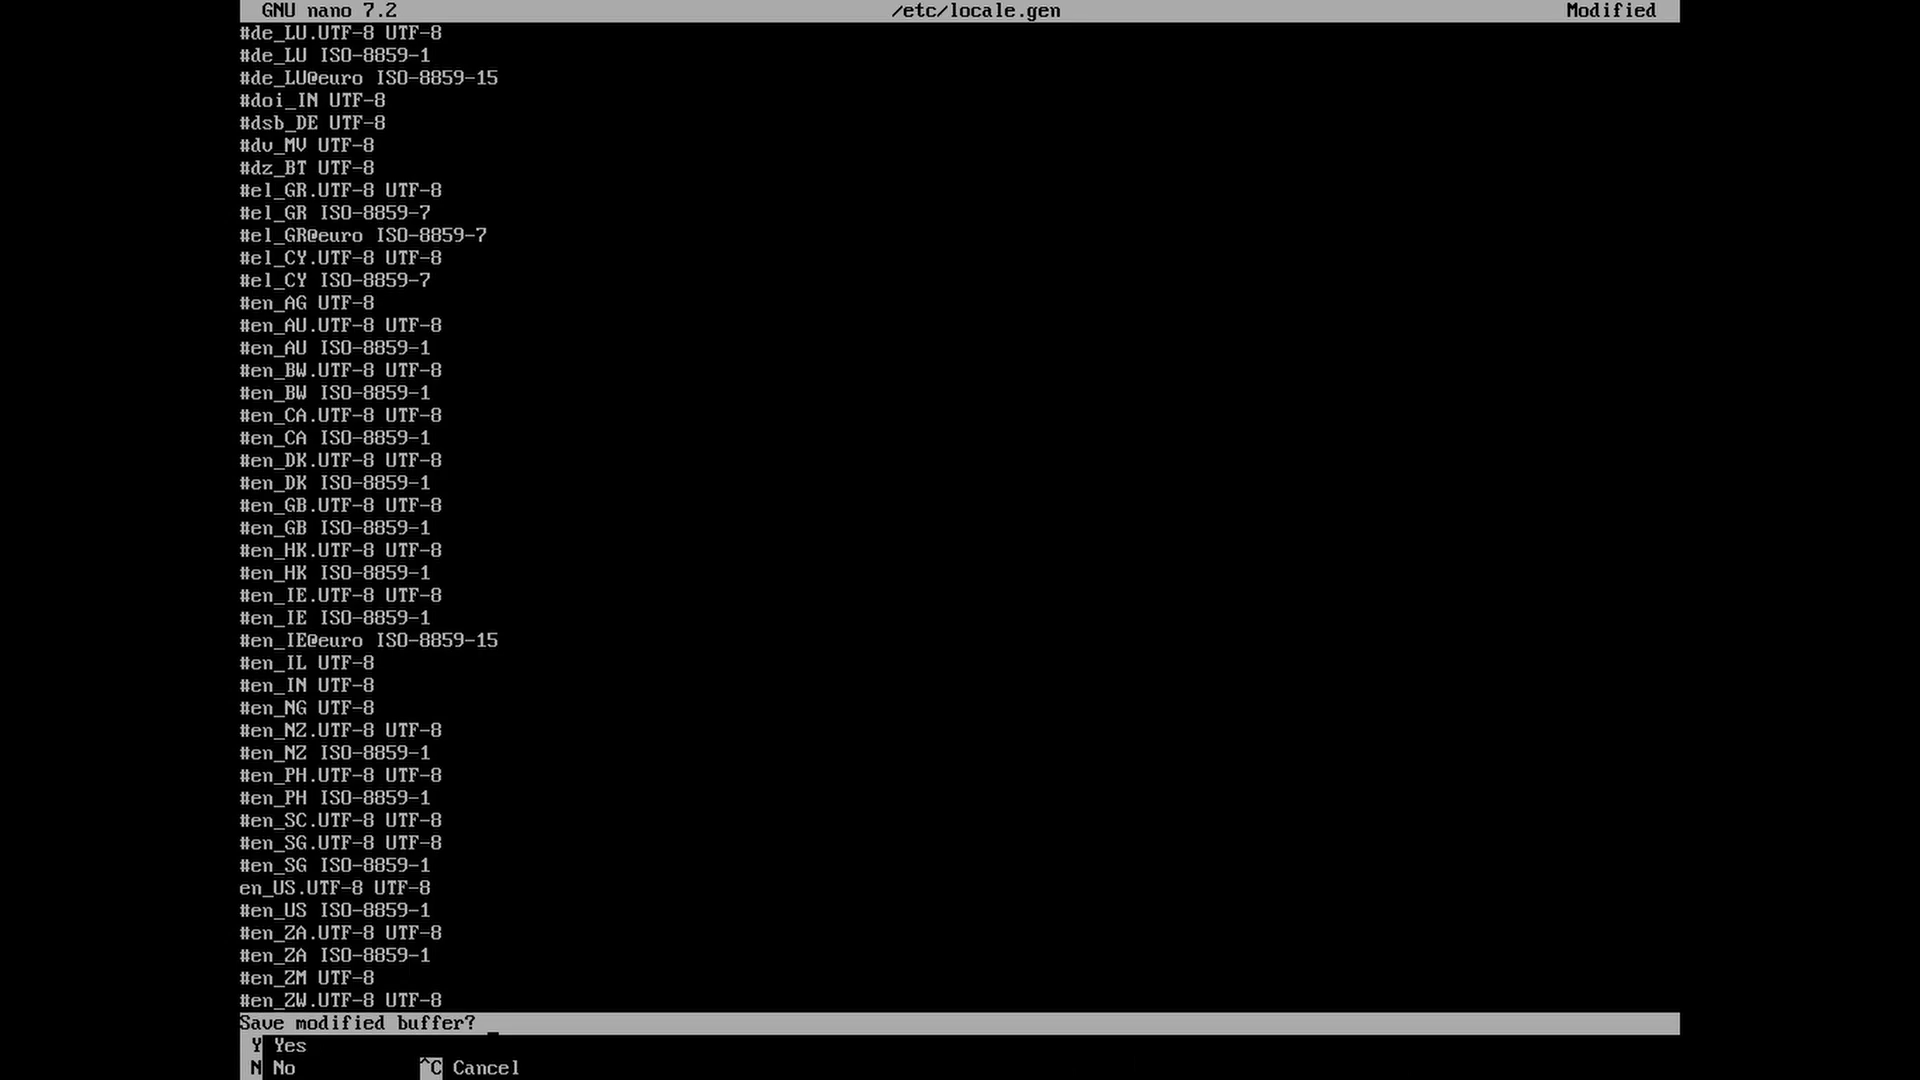 GNU nano 7.2 /etc/locale.gen Modified
#de_LU.UTF-8 UTF-8
#de_LU ISO-8859-1
#de_LU@euro ISO-8859-15
#doi_IN UTF-8
#dsb_DE UTF-8
#dv_MV UTF-8
#dz_BT UTF-8
#el_GR.UTF-8 UTF-8
#el_GR ISO-8859-7
#el_GR@euro ISO-8859-7
#el_CY.UTF-8 UTF-8
#el_CY ISO-8859-7
#en_AG UTF-8
#en_AU.UTF-8 UTF-8
#en_AU ISO-8859-1
#en_BW.UTF-8 UTF-8
#en_BW ISO-8859-1
#en_CA.UTF-8 UTF-8
#en_CA ISO-8859-1
#en_DK.UTF-8 UTF-8
#en_DK ISO-8859-1
#en_GB.UTF-8 UTF-8
#en_GB ISO-8859-1
#en_HK.UTF-8 UTF-8
#en_HK ISO-8859-1
#en_IE.UTF-8 UTF-8
#en_IE ISO-8859-1
#en_IE@euro ISO-8859-15
#en_IL UTF-8
#en_IN UTF-8
#en_NG UTF-8
#en_NZ.UTF-8 UTF-8
#en_NZ ISO-8859-1
#en_PH.UTF-8 UTF-8
#en_PH ISO-8859-1
#en_SC.UTF-8 UTF-8
#en_SG.UTF-8 UTF-8
#en_SG ISO-8859-1
en_US.UTF-8 UTF-8
#en_US ISO-8859-1
#en_ZA.UTF-8 UTF-8
#en_ZA ISO-8859-1
#en_ZM UTF-8
#en_ZW.UTF-8 UTF-8
Save modified buffer?
Y Yes
N No ^C Cancel